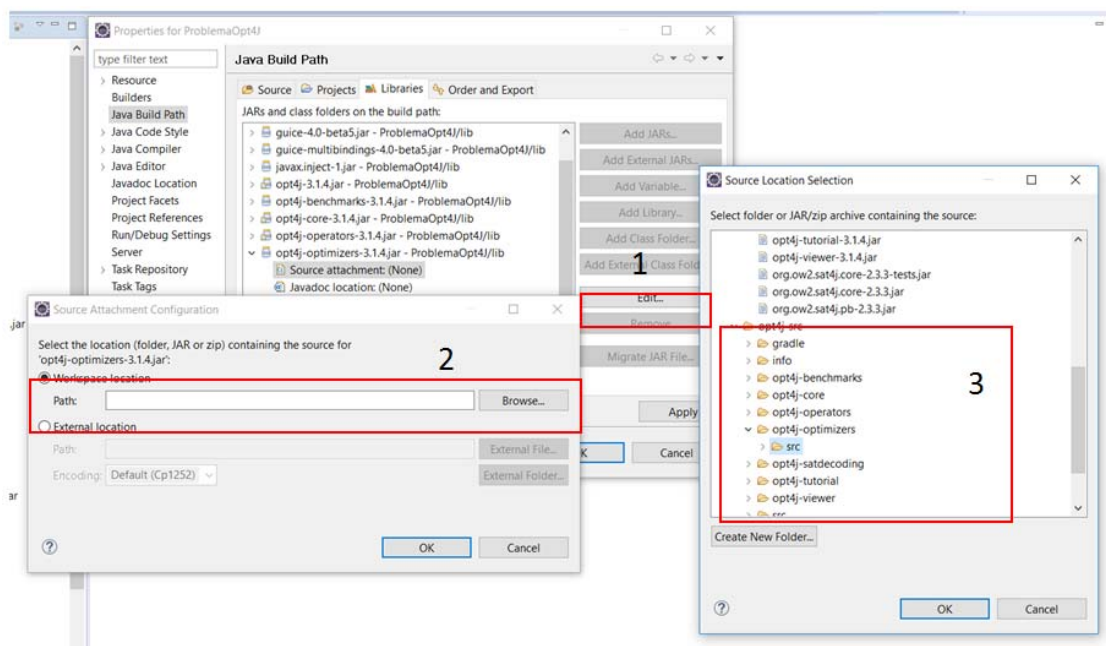 Properties for ProblemaOpt4J
type filter text
Resource
Builders
Java Build Path
Java Code Style
Java Compiler
Java Editor
Javadoc Location
Project Facets
Project References
Run/Debug Settings
Server
Task Repository
Task Tags
Java Build Path
Source Projects Libraries Order and Export
JARs and class folders on the build path:
guice-4.0-beta5.jar - ProblemaOpt4J/lib
guice-multibindings-4.0-beta5.jar - ProblemaOpt4J/lib
javax.inject-1.jar - ProblemaOpt4J/lib
opt4j-3.1.4.jar - ProblemaOpt4J/lib
opt4j-benchmarks-3.1.4.jar - ProblemaOpt4J/lib
opt4j-core-3.1.4.jar - ProblemaOpt4J/lib
opt4j-operators-3.1.4.jar - ProblemaOpt4J/lib
opt4j-optimizers-3.1.4.jar - ProblemaOpt4J/lib
Source attachment: (None)
Javadoc location: (None)
Add JARs...
Add External JARs...
Add Variable...
Add Library...
Add Class Folder...
Add External Class Fold
1
Edit...
Remove
Migrate JAR File...
Apply
K
Cancel
.jar
ar
Source Attachment Configuration
Select the location (folder, JAR or zip) containing the source for
'opt4j-optimizers-3.1.4.jar':
2
Workspace location
Path:
Browse...
External location
Path:
External File...
Encoding: Default (Cp1252)
External Folder...
OK
Cancel
Source Location Selection
Select folder or JAR/zip archive containing the source:
opt4j-tutorial-3.1.4.jar
opt4j-viewer-3.1.4.jar
org.ow2.sat4j.core-2.3.3-tests.jar
org.ow2.sat4j.core-2.3.3.jar
org.ow2.sat4j.pb-2.3.3.jar
opt4j-src
gradle
info
opt4j-benchmarks
opt4j-core
opt4j-operators
opt4j-optimizers
src
opt4j-satdecoding
opt4j-tutorial
opt4j-viewer
src
3
Create New Folder...
OK
Cancel